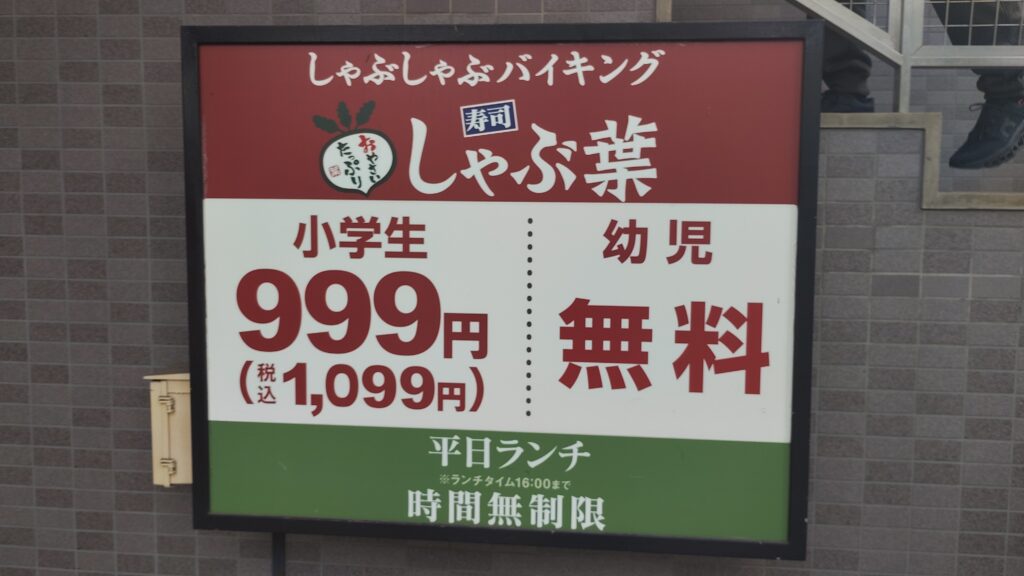 しゃぶしゃぶバイキング
おやさい
たっぷり
寿司
しゃぶ葉
小学生
999円
(税込1,099円)
幼児
無料
平日ランチ
※ランチタイム16:00まで
時間無制限